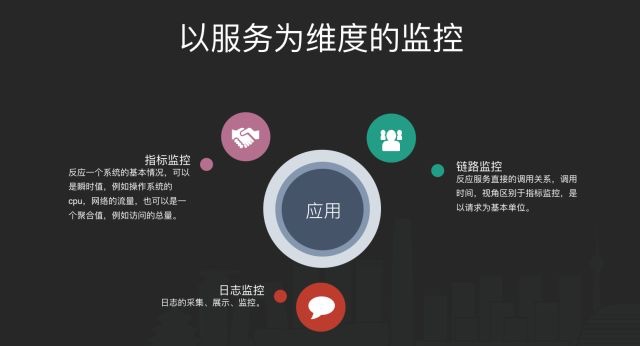 以服务为维度的监控
指标监控
反应一个系统的基本情况，可以
是瞬时值，例如操作系统的
cpu，网络的流量，也可以是一
个聚合值，例如访问的总量。
链路监控
反应服务直接的调用关系，调用
时间，视角区别于指标监控，是
以请求为基本单位。
应用
日志监控
日志的采集、展示、监控。